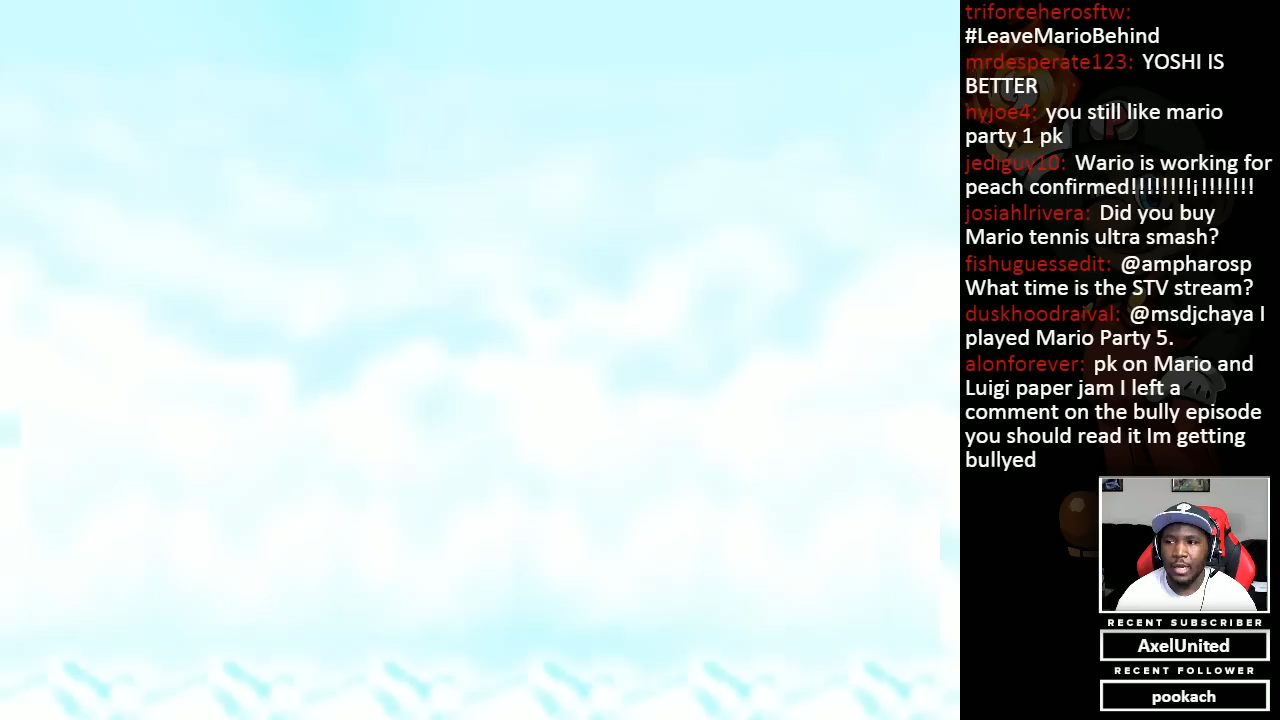 triforceherosftw:
#LeaveMarioBehind
mrdesperate123: YOSHI IS
BETTER
nyjoe4: you still like mario
party 1 pk
jediguy10: Wario is working for
peach confirmed!!!!!!!!¡!!!!!!!
josiahlrivera: Did you buy
Mario tennis ultra smash?
fishuguessedit: @ampharosp
What time is the STV stream?
duskhoodraival: @msdjchaya I
played Mario Party 5.
alonforever: pk on Mario and
Luigi paper jam I left a
comment on the bully episode
you should read it Im getting
bullyed
RECENT SUBSCRIBER
AxelUnited
RECENT FOLLOWER
pookach